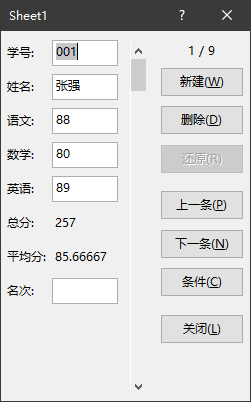 Sheet1 ? ×
学号: 001
姓名: 张强
语文: 88
数学: 80
英语: 89
总分: 257
平均分: 85.66667
名次:
1 / 9
新建(W)
删除(D)
还原(R)
上一条(P)
下一条(N)
条件(C)
关闭(L)